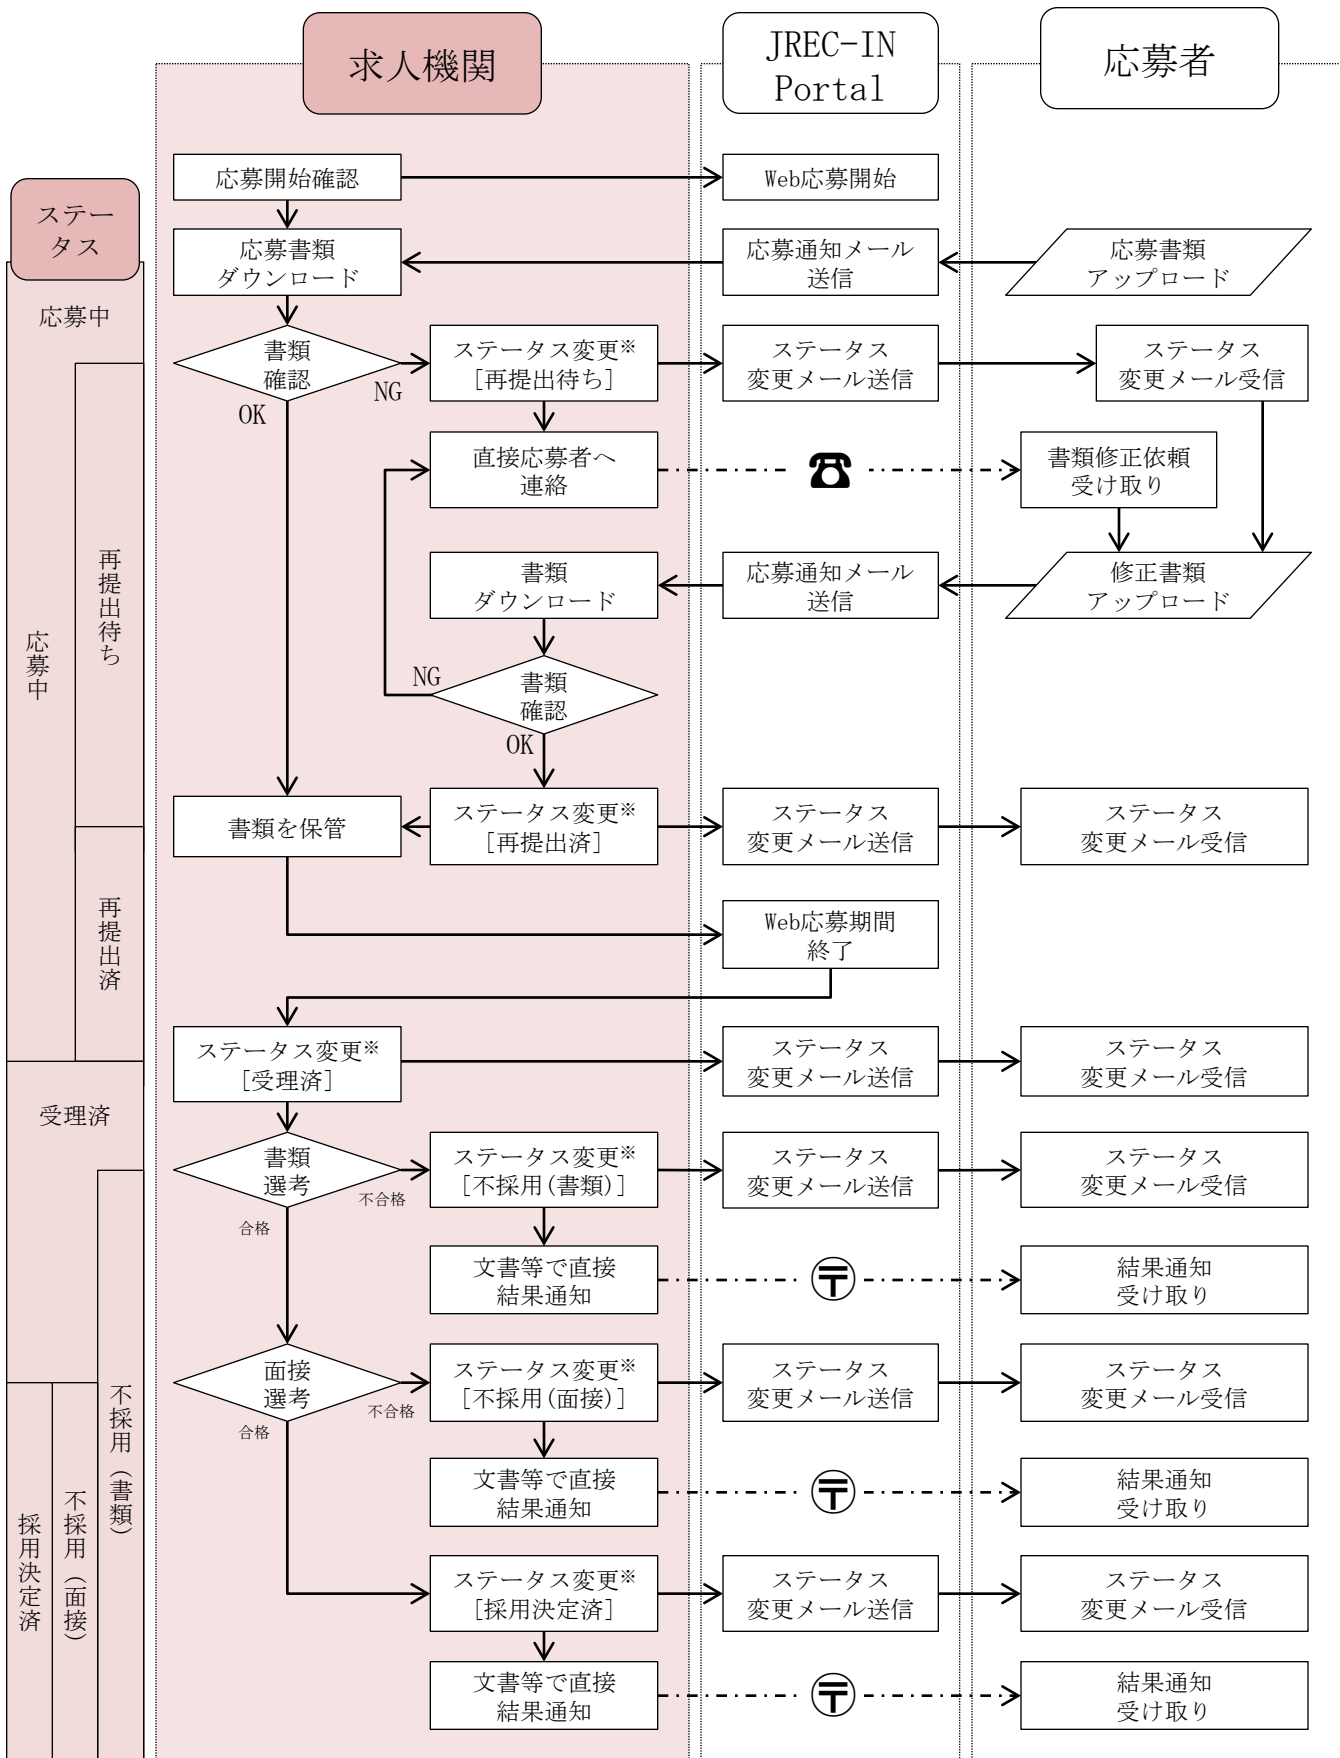 求人機関
JREC-IN
Portal
応募者
ステー
タス
応募開始確認
Web応募開始
応募書類
ダウンロード
応募通知メール
送信
応募書類
アップロード
応募中
書類
確認
NG
OK
ステータス変更※
[再提出待ち]
ステータス
変更メール送信
ステータス
変更メール受信
直接応募者へ
連絡
書類修正依頼
受け取り
応募中
再提出待ち
書類
ダウンロード
応募通知メール
送信
修正書類
アップロード
NG
書類
確認
OK
書類を保管
ステータス変更※
[再提出済]
ステータス
変更メール送信
ステータス
変更メール受信
再提出済
Web応募期間
終了
ステータス変更※
[受理済]
ステータス
変更メール送信
ステータス
変更メール受信
受理済
書類
選考
不合格
合格
ステータス変更※
[不採用(書類)]
ステータス
変更メール送信
ステータス
変更メール受信
文書等で直接
結果通知
〒
結果通知
受け取り
面接
選考
不合格
合格
ステータス変更※
[不採用(面接)]
ステータス
変更メール送信
ステータス
変更メール受信
不採用（書類）
文書等で直接
結果通知
〒
結果通知
受け取り
不採用（面接）
採用決定済
ステータス変更※
[採用決定済]
ステータス
変更メール送信
ステータス
変更メール受信
文書等で直接
結果通知
〒
結果通知
受け取り